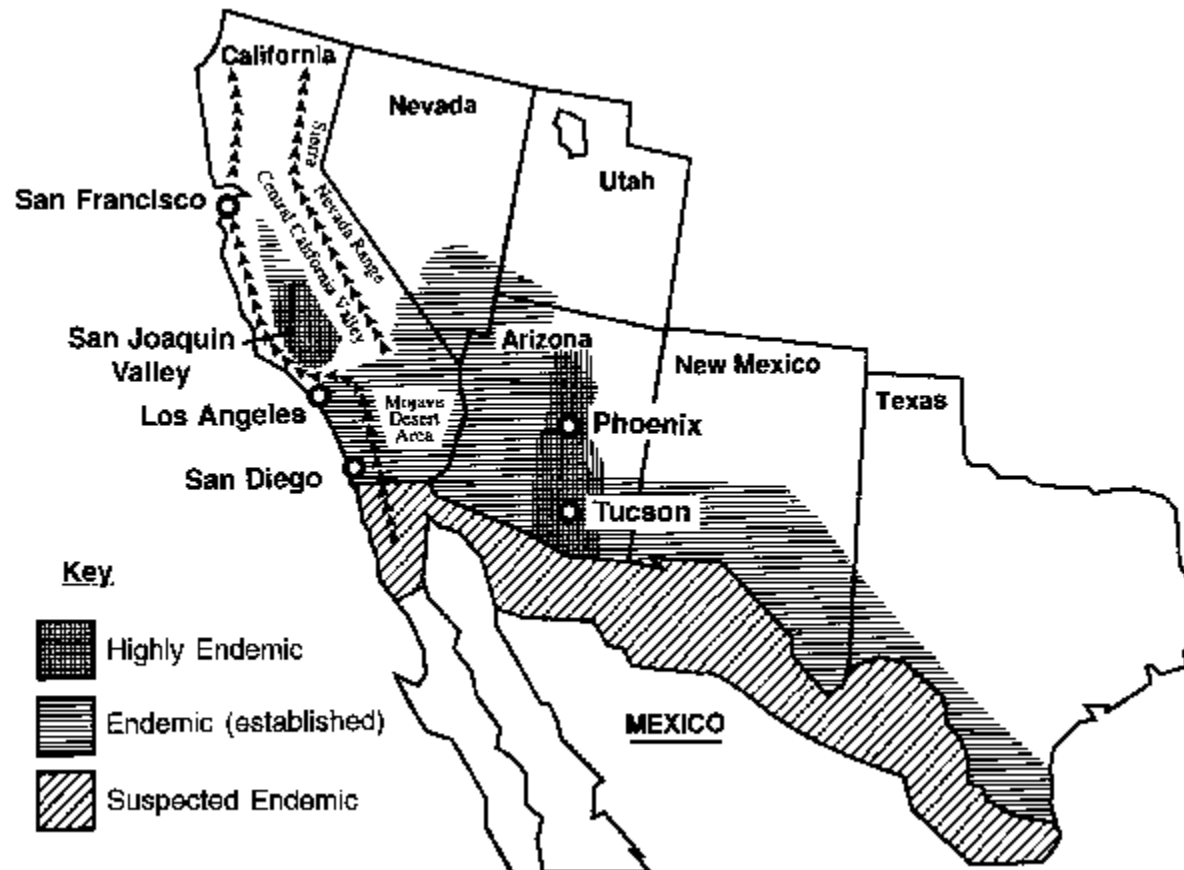 California
Nevada
Utah
Sierra
Nevada Range
San Francisco
Central California Valley
San Joaquin
Valley
Arizona
New Mexico
Texas
Los Angeles
Mojave
Desert
Area
Phoenix
San Diego
Tucson
Key
Highly Endemic
Endemic (established)
Suspected Endemic
MEXICO